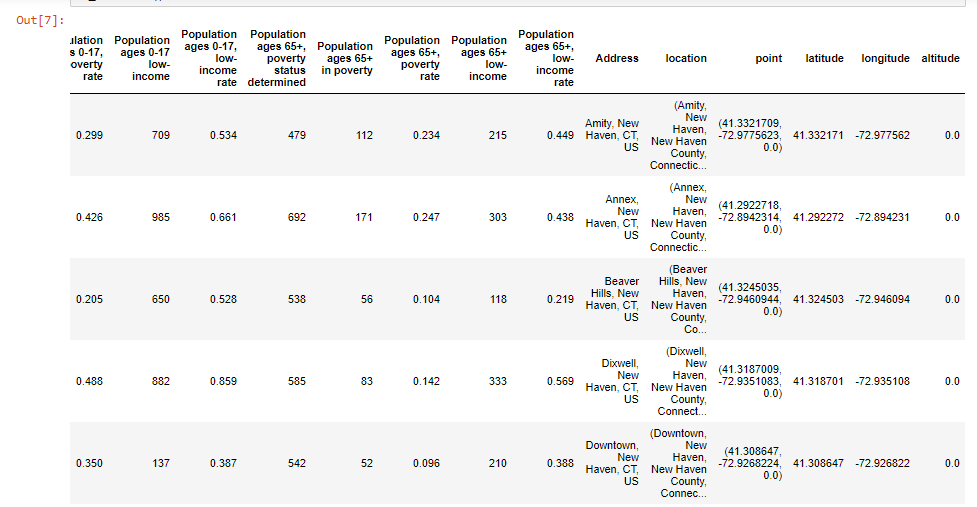 Out[7]:
s 0-17, overty rate | Population ages 0-17 low-income | Population ages 0-17, low-income rate | Population ages 65+, poverty status determined | Population ages 65+ in poverty | Population ages 65+, poverty rate | Population ages 65+ low-income | Population ages 65+, low-income rate | Address | location | point | latitude | longitude | altitude
0.299 709 0.534 479 112 0.234 215 0.449 Amity, New Haven, CT, US (Amity, New Haven, New Haven County, Connectic... (41.3321709, -72.9775623, 0.0) 41.332171 -72.977562 0.0
0.426 985 0.661 692 171 0.247 303 0.438 Annex, New Haven, CT, US (Annex, New Haven, New Haven County, Connectic... (41.2922718, -72.8942314, 0.0) 41.292272 -72.894231 0.0
0.205 650 0.528 538 56 0.104 118 0.219 Beaver Hills, New Haven, CT, US (Beaver Hills, New Haven, New Haven County, Co... (41.3245035, -72.9460944, 0.0) 41.324503 -72.946094 0.0
0.488 882 0.859 585 83 0.142 333 0.569 Dixwell, New Haven, CT, US (Dixwell, New Haven, New Haven County, Connect... (41.3187009, -72.9351083, 0.0) 41.318701 -72.935108 0.0
0.350 137 0.387 542 52 0.096 210 0.388 Downtown, New Haven, CT, US (Downtown, New Haven, New Haven County, Connec... (41.308647, -72.9268224, 0.0) 41.308647 -72.926822 0.0